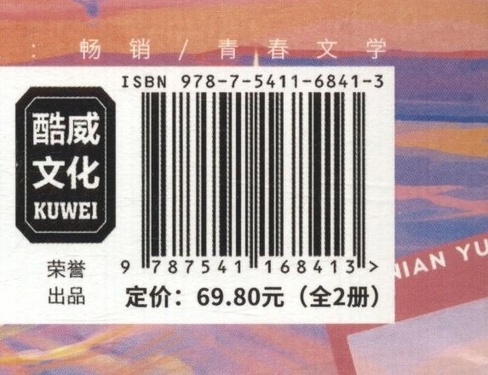 ：畅销/青春文学
ISBN 978-7-5411-6841-3
酷威
文化
KUWEI
荣誉
出品
9 787541 168413 >
定价：69.80元（全2册）
NIAN YU